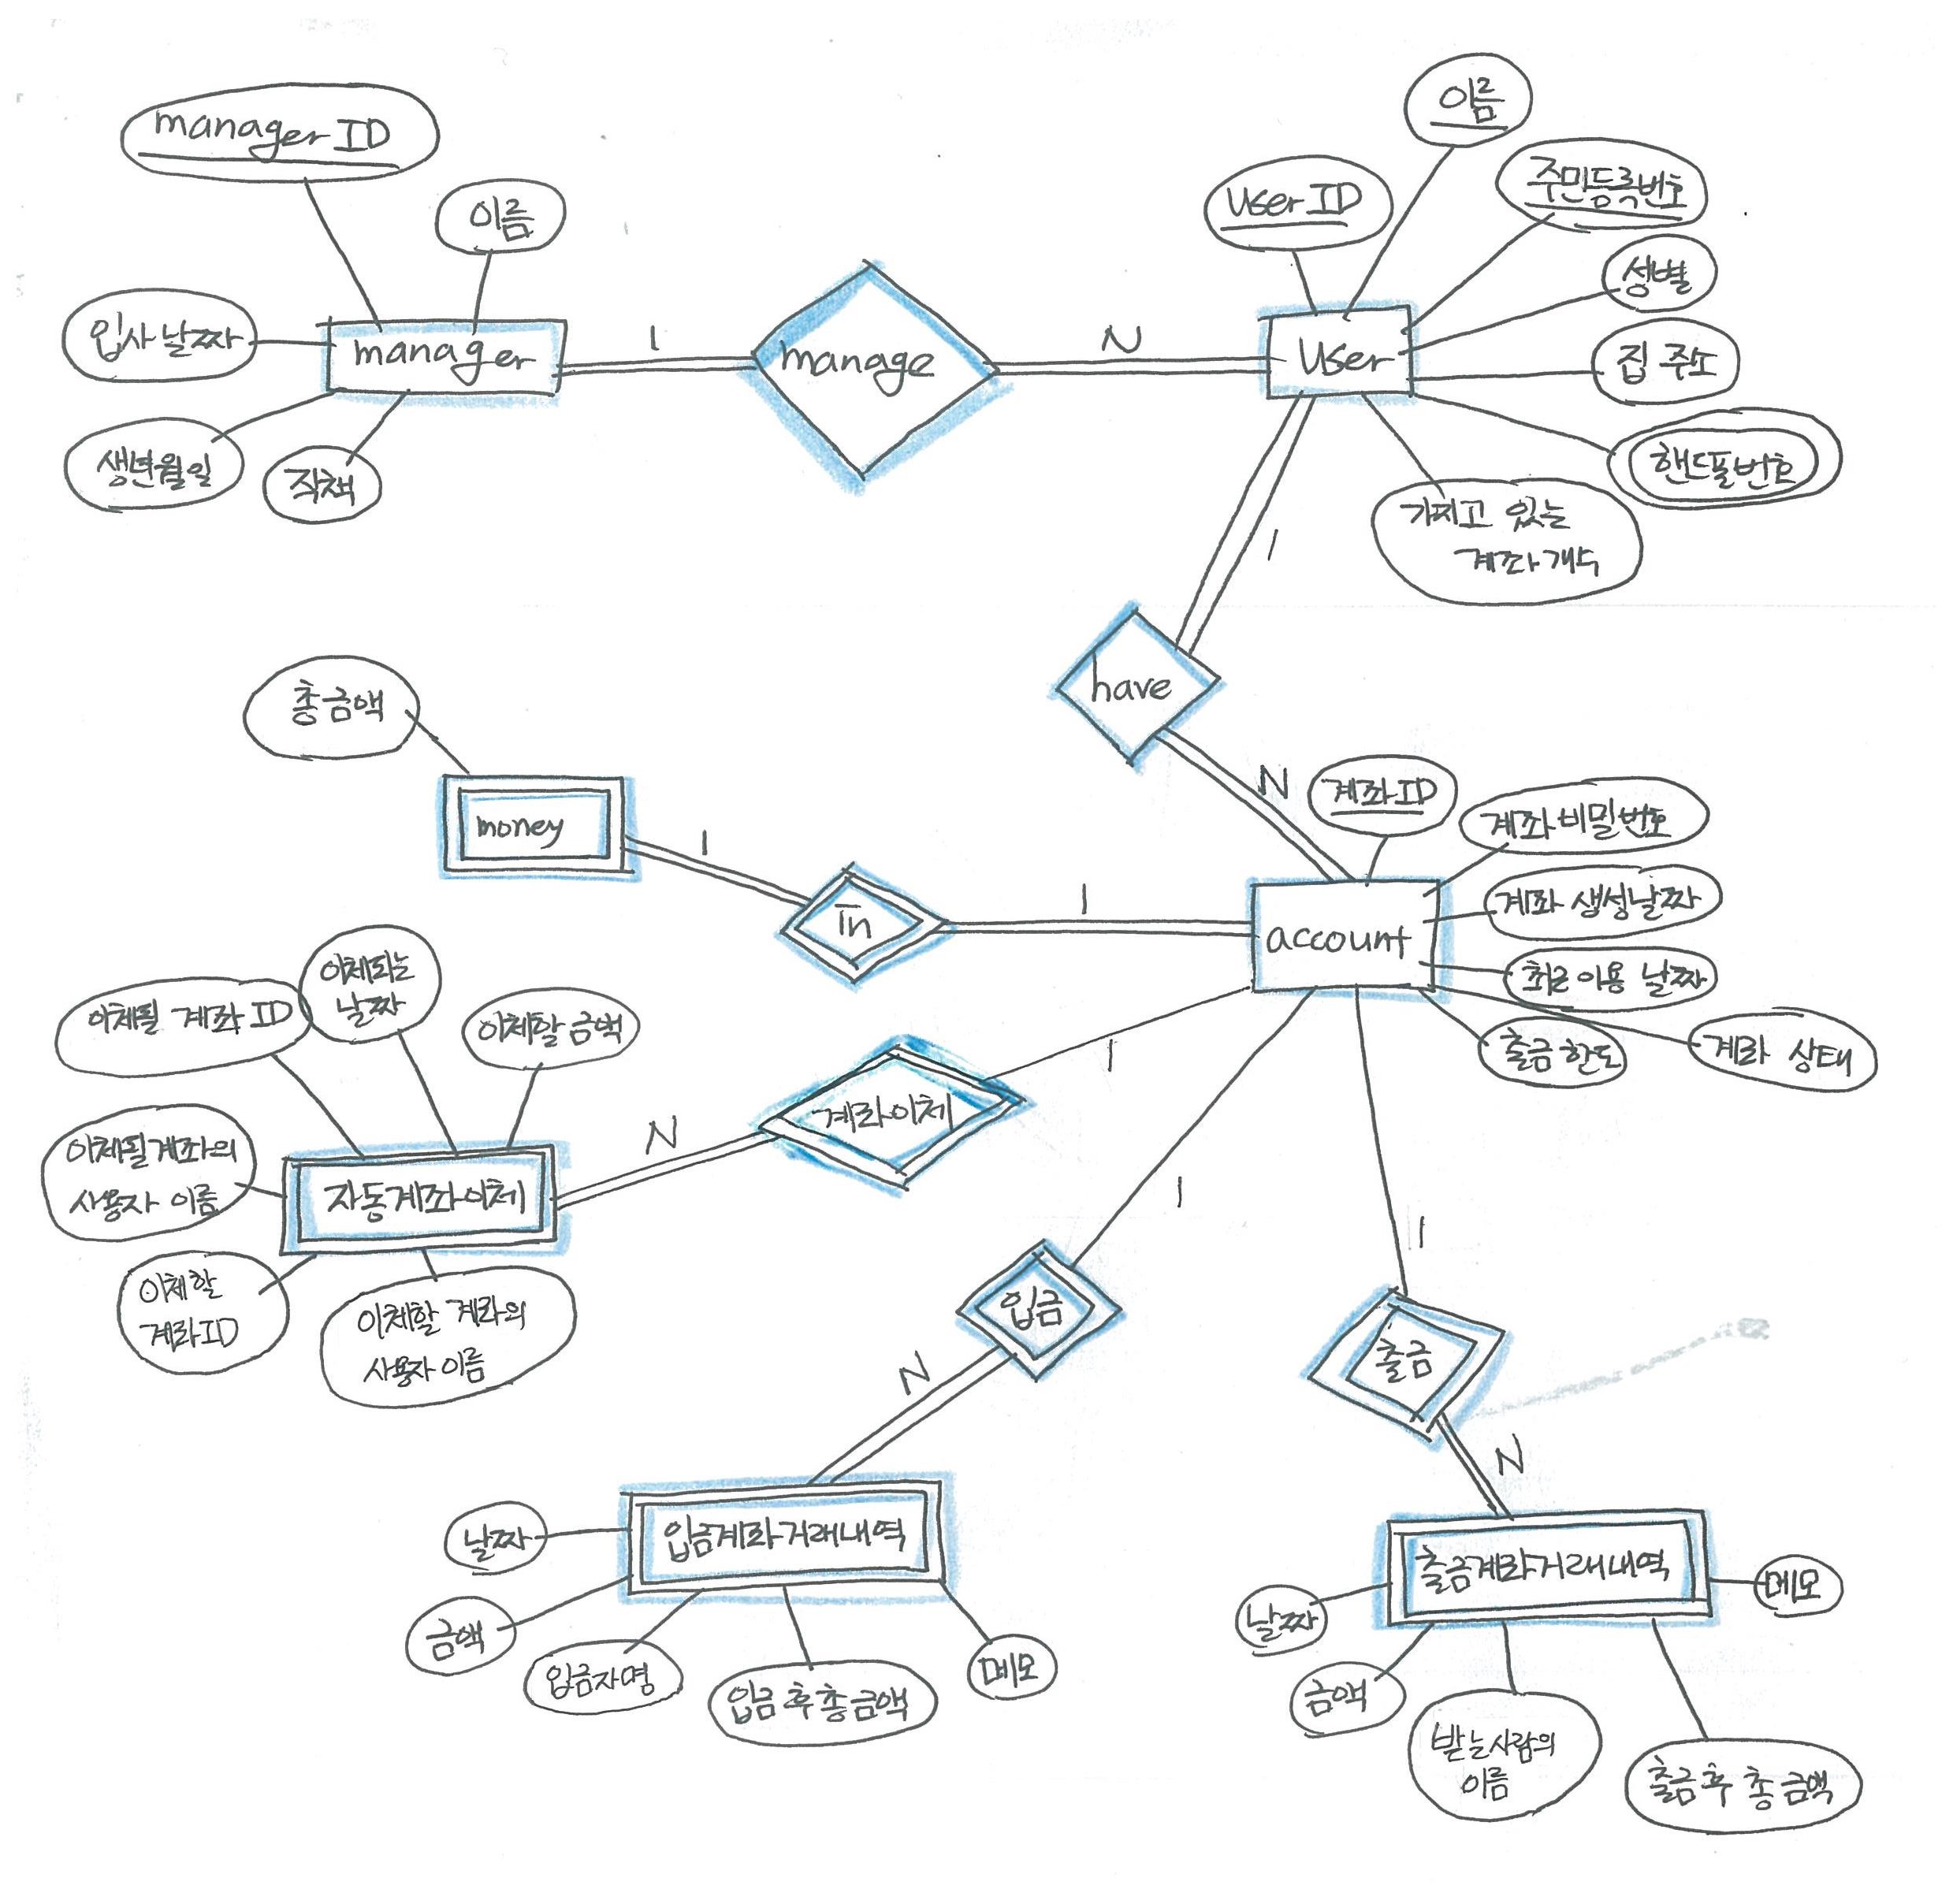 manager ID
이름
입사날짜
manager
생년월일
직책
1
manage
N
이름
User ID
주민등록번호
성별
User
집 주소
핸드폰번호
가지고 있는
계좌개수
1
have
N
총금액
money
1
In
1
계좌ID
계좌비밀번호
계좌 생성날짜
account
최근이용 날짜
출금한도
계좌 상태
이체될 계좌 ID
이체되는
날짜
이체할 금액
이체될계좌의
사용자 이름
자동계좌이체
이체할
계좌ID
이체할 계좌의
사용자 이름
N
계좌이체
1
1
입금
N
1
출금
N
입금계좌거래내역
날짜
금액
입금자명
입금후총금액
메모
출금계좌거래내역
메모
날짜
금액
받는사람의
이름
출금후 총금액